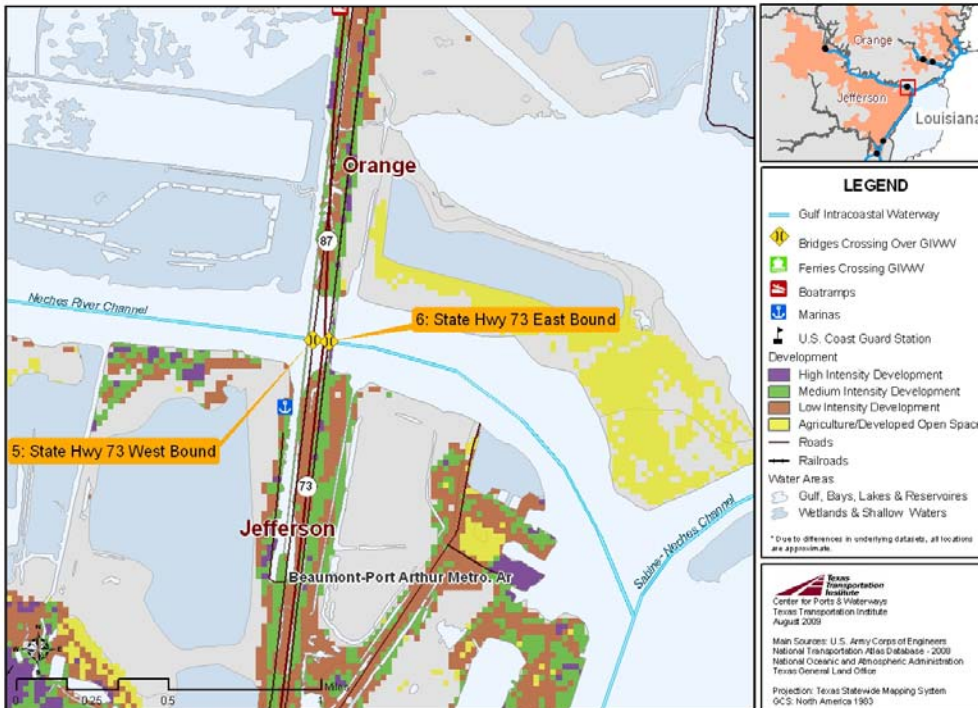 Orange
87
Neches River Channel
6: State Hwy 73 East Bound
5: State Hwy 73 West Bound
73
Jefferson
Beaumont-Port Arthur Metro. Ar
Sabine - Neches Channel
N
E
0
0.25
0.5
1
Miles
Orange
Jefferson
Louisiana
LEGEND
Gulf Intracoastal Waterway
Bridges Crossing Over GIWW
Ferries Crossing GIWW
Boatramps
Marinas
U.S. Coast Guard Station
Development
High Intensity Development
Medium Intensity Development
Low Intensity Development
Agriculture/Developed Open Space
Roads
Railroads
Water Areas
Gulf, Bays, Lakes & Reservoires
Wetlands & Shallow Waters
* Due to differences in underlying datasets, all locations
are approximate.
Texas
Transportation
Institute
Center for Ports & Waterways
Texas Transportation Institute
August 2009
Main Sources: U.S. Army Corps of Engineers
National Transportation Atlas Database - 2008
National Oceanic and Atmospheric Administration
Texas General Land Office
Projection: Texas Statewide Mapping System
GCS: North America 1983